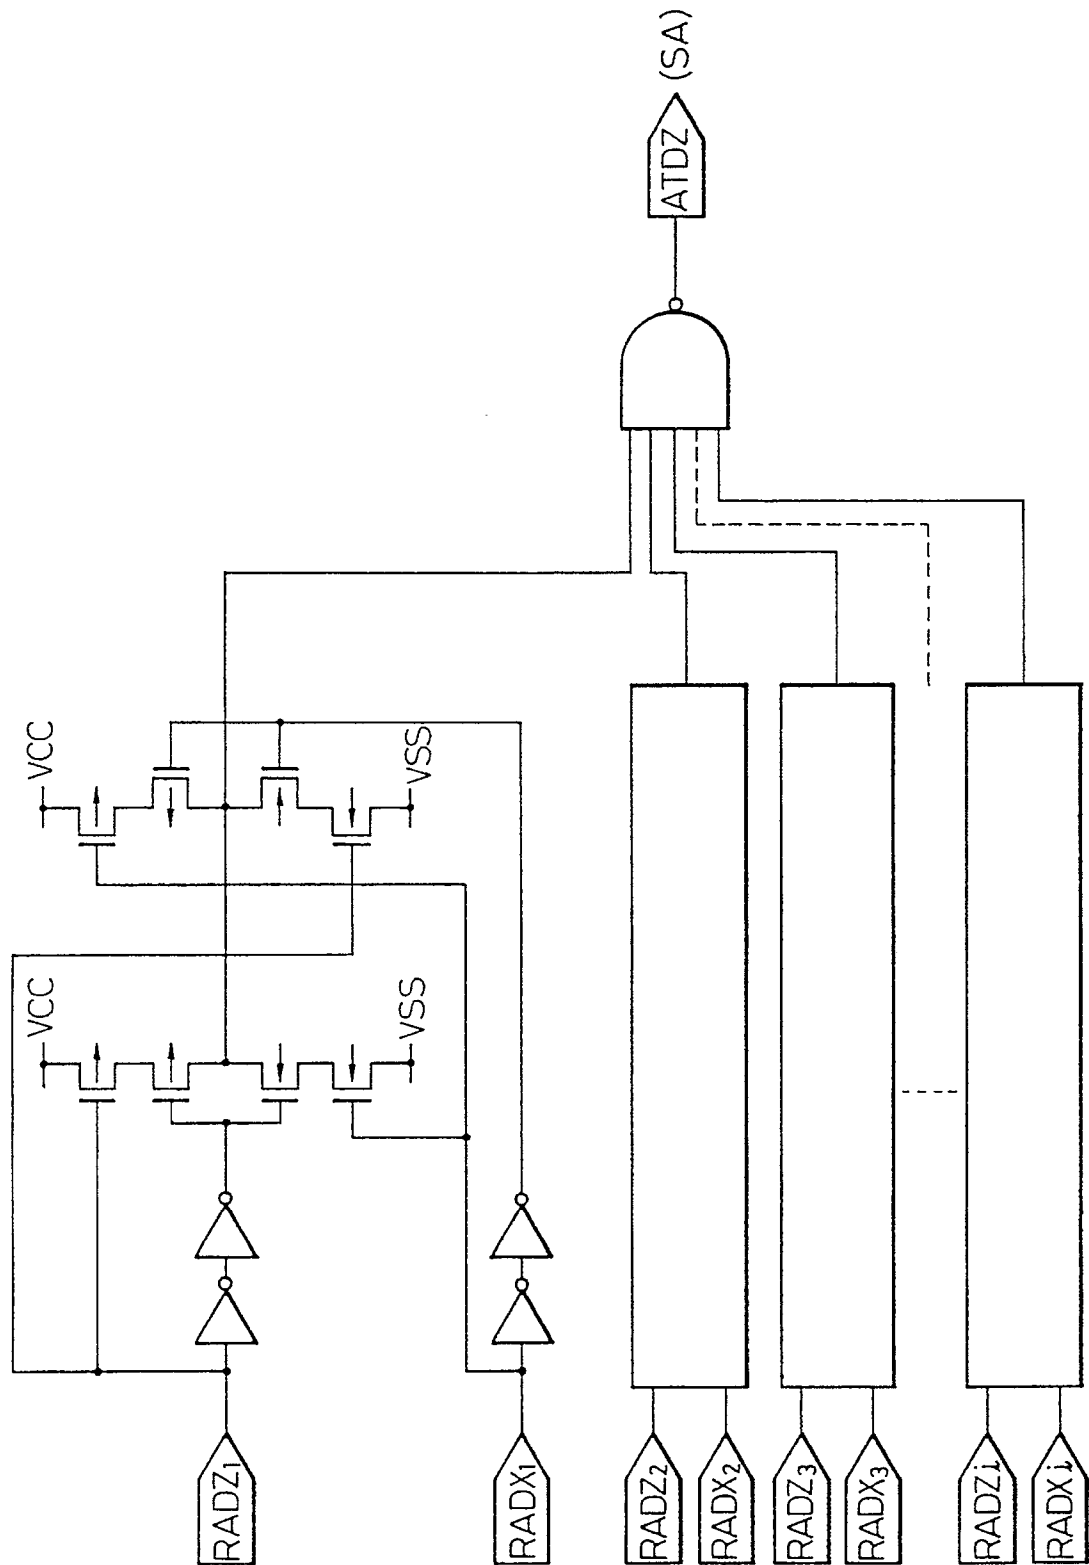 VCC
VCC
VSS
VSS
RADZ₁
RADX₁
RADZ₂
RADX₂
RADZ₃
RADX₃
RADZi
RADXi
ATDZ
(SA)